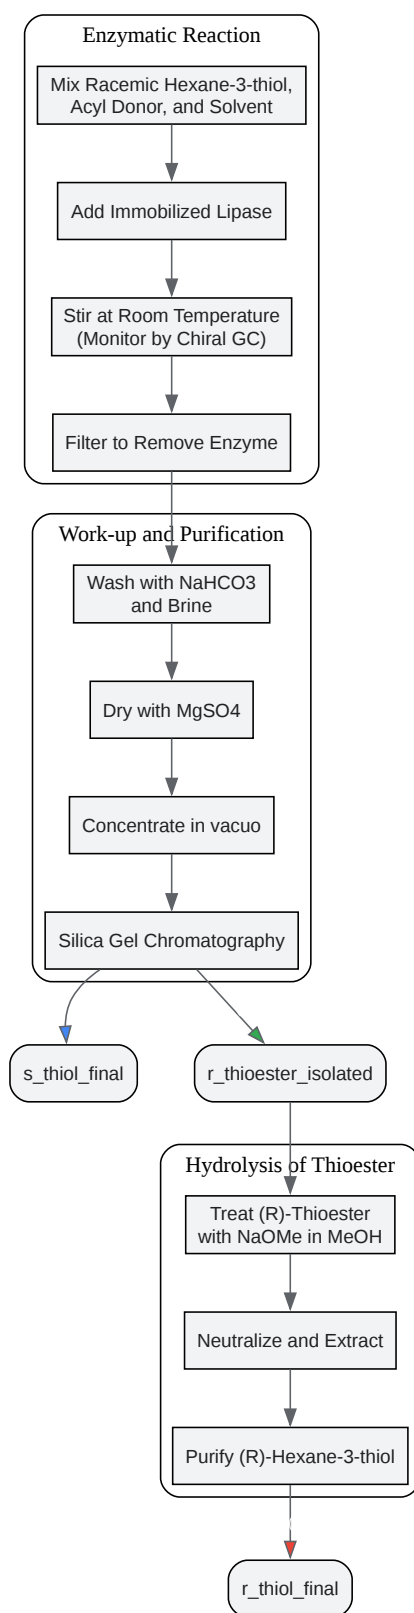 Enzymatic Reaction
Mix Racemic Hexane-3-thiol,
Acyl Donor, and Solvent
Add Immobilized Lipase
Stir at Room Temperature
(Monitor by Chiral GC)
Filter to Remove Enzyme
Work-up and Purification
Wash with NaHCO3
and Brine
Dry with MgSO4
Concentrate in vacuo
Silica Gel Chromatography
s_thiol_final
r_thioester_isolated
Hydrolysis of Thioester
Treat (R)-Thioester
with NaOMe in MeOH
Neutralize and Extract
Purify (R)-Hexane-3-thiol
r_thiol_final